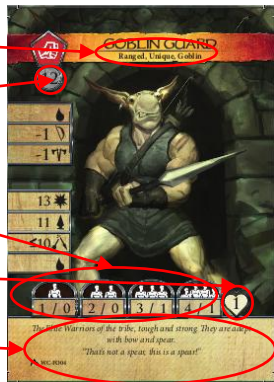 GOBLIN GUARD
Ranged, Unique, Goblin
12
-1
-1
13
11
<10
1 / 0
2 / 0
3 / 1
4 / 1
1
The Elite Warriors of the tribe, tough and strong. They are adept
with bow and spear.
"That's not a spear, this is a spear!"